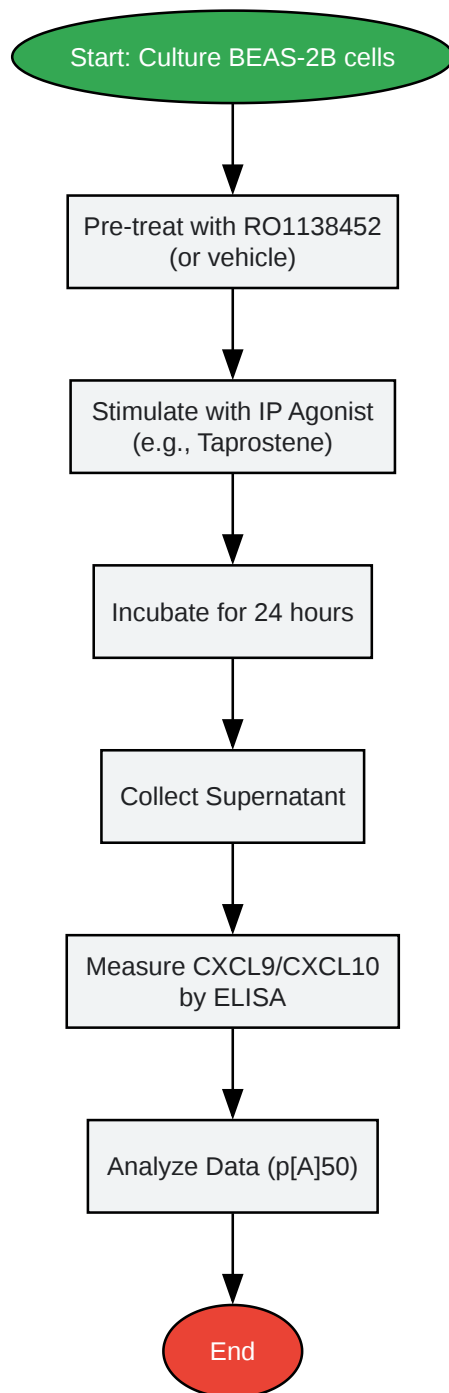 Start: Culture BEAS-2B cells
Pre-treat with RO1138452
(or vehicle)
Stimulate with IP Agonist
(e.g., Taprostene)
Incubate for 24 hours
Collect Supernatant
Measure CXCL9/CXCL10
by ELISA
Analyze Data (p[A]50)
End